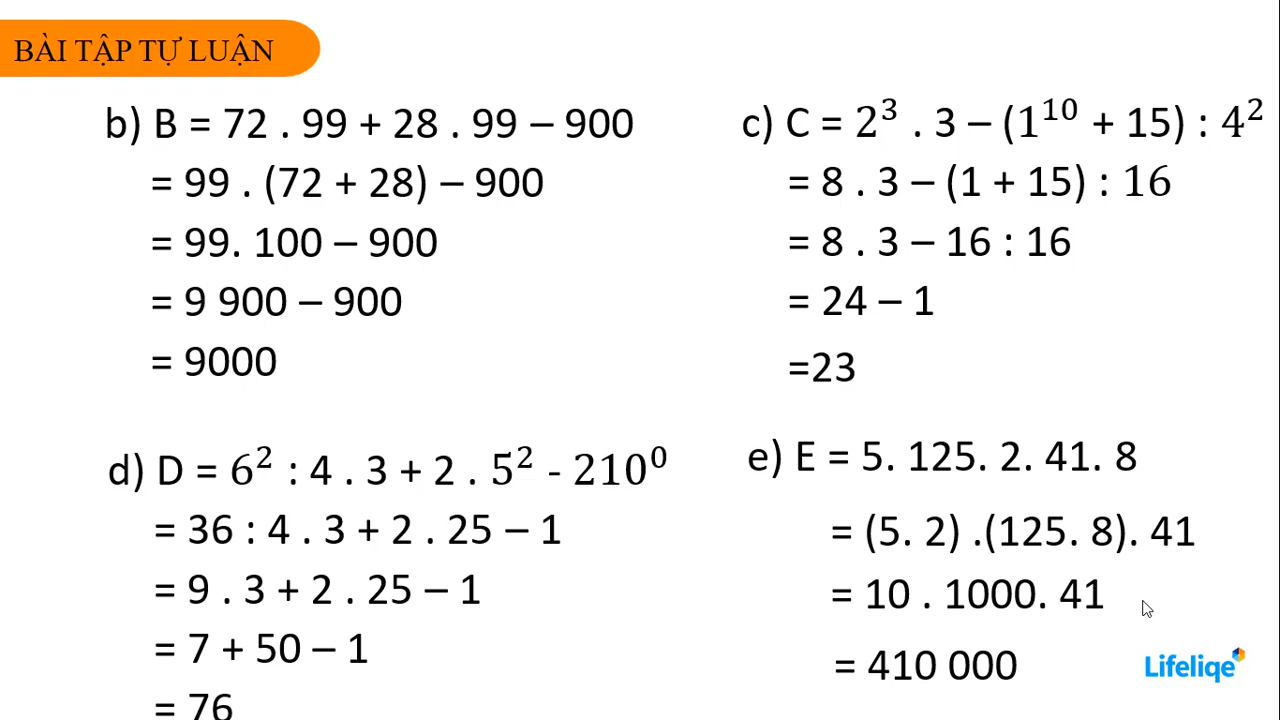 BÀI TẬP TỰ LUẬN
b) B = 72 . 99 + 28 . 99 – 900
= 99 . (72 + 28) – 900
= 99. 100 – 900
= 9 900 – 900
= 9000
c) C = 2³ . 3 – (1¹⁰ + 15) : 4²
= 8 . 3 – (1 + 15) : 16
= 8 . 3 – 16 : 16
= 24 – 1
=23
d) D = 6² : 4 . 3 + 2 . 5² - 210⁰
= 36 : 4 . 3 + 2 . 25 – 1
= 9 . 3 + 2 . 25 – 1
= 7 + 50 – 1
= 76
e) E = 5. 125. 2. 41. 8
= (5. 2) .(125. 8). 41
= 10 . 1000. 41
= 410 000
Lifeliqe